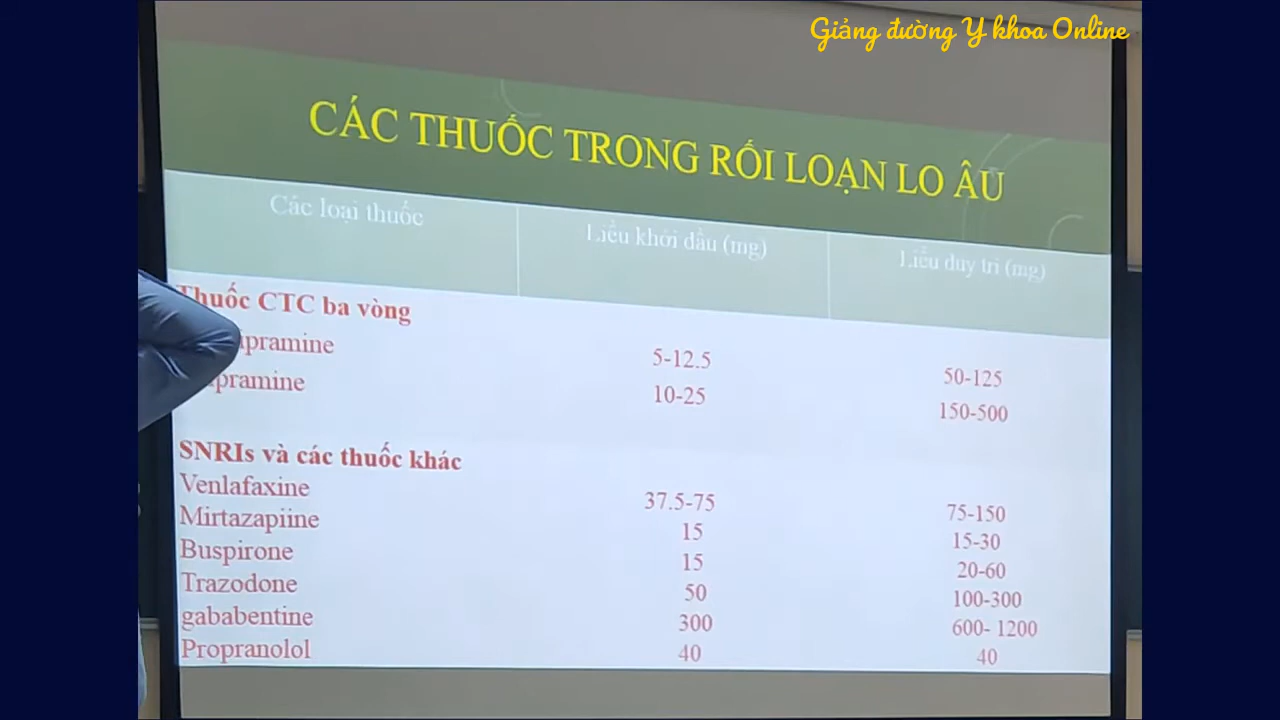 Giảng đường Y khoa Online
CÁC THUỐC TRONG RỐI LOẠN LO ÂU
Các loại thuốc Liều khởi đầu (mg) Liều duy trì (mg)
Thuốc CTC ba vòng
ipramine 5-12.5 50-125
ipramine 10-25 150-500
SNRIs và các thuốc khác
Venlafaxine 37.5-75 75-150
Mirtazapiine 15 15-30
Buspirone 15 20-60
Trazodone 50 100-300
gababentine 300 600- 1200
Propranolol 40 40